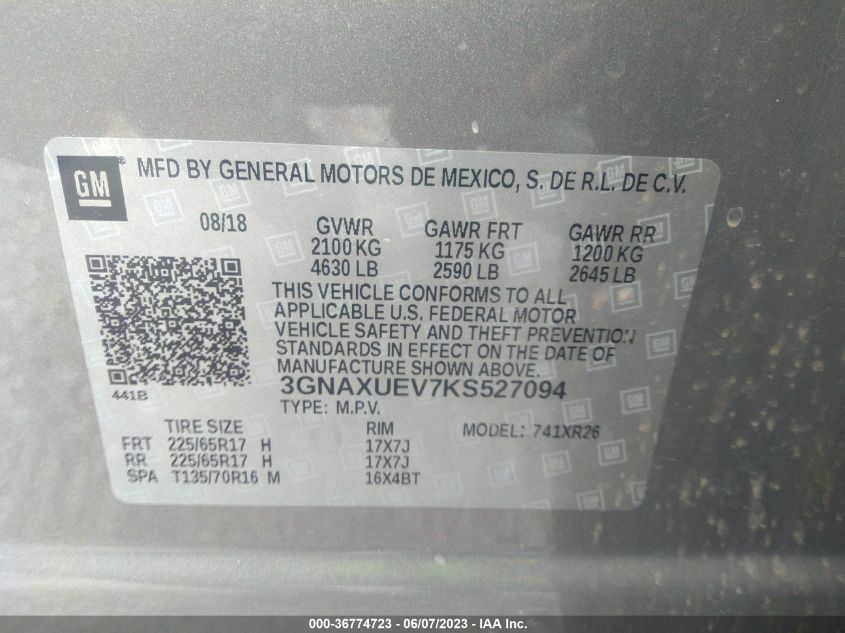 GM
MFD BY GENERAL MOTORS DE MEXICO, S. DE R.L. DE C.V.
08/18 GVWR GAWR FRT GAWR RR
2100 KG 1175 KG 1200 KG
4630 LB 2590 LB 2645 LB
THIS VEHICLE CONFORMS TO ALL
APPLICABLE U.S. FEDERAL MOTOR
VEHICLE SAFETY AND THEFT PREVENTION
STANDARDS IN EFFECT ON THE DATE OF
MANUFACTURE SHOWN ABOVE.
441B
3GNAXUEV7KS527094
TYPE: M.P.V.
TIRE SIZE RIM MODEL: 741XR26
FRT 225/65R17 H 17X7J
RR 225/65R17 H 17X7J
SPA T135/70R16 M 16X4BT
000-36774723 - 06/07/2023 - IAA Inc.